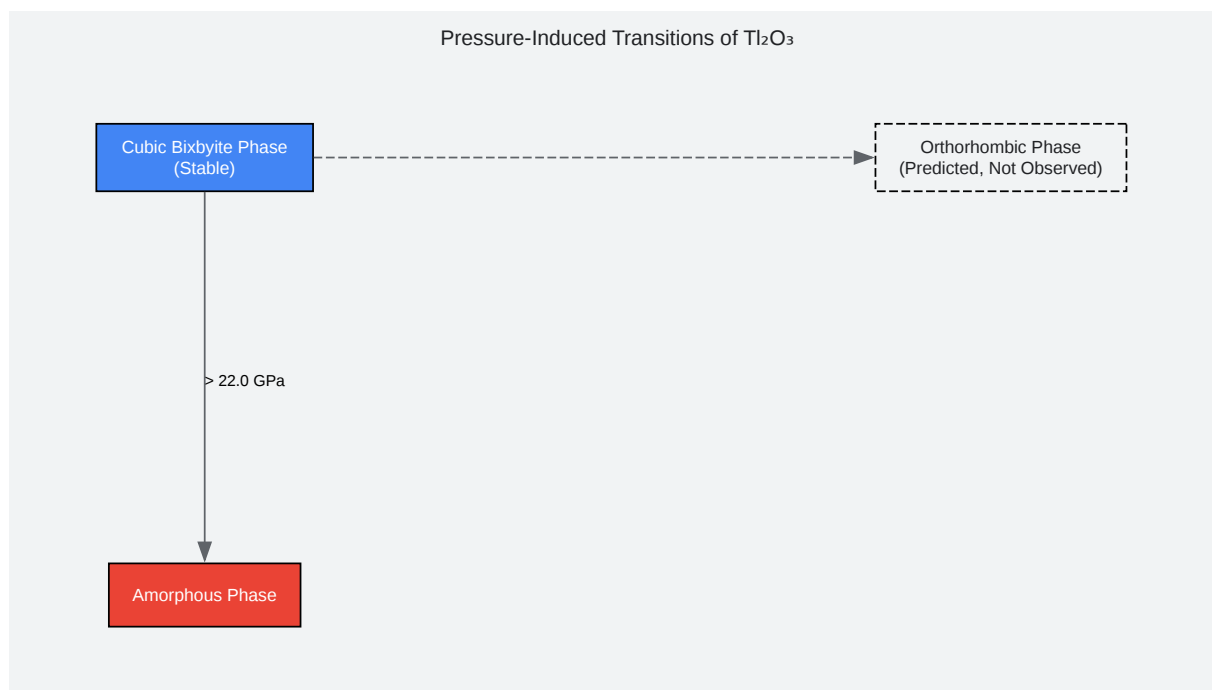 Pressure-Induced Transitions of Tl₂O₃
Cubic Bixbyite Phase
(Stable)
Orthorhombic Phase
(Predicted, Not Observed)
> 22.0 GPa
Amorphous Phase